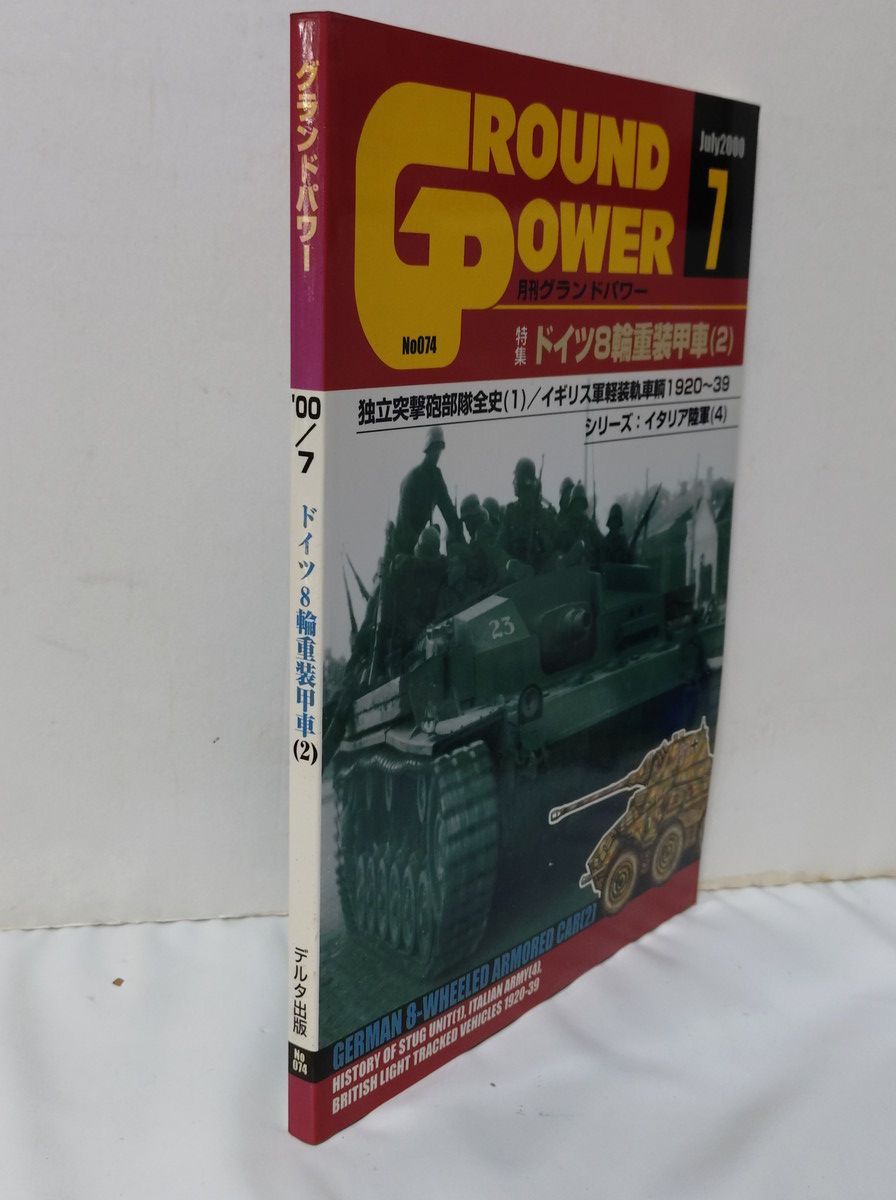 グランドパワー
'00/7
ドイツ8輪重装甲車(2)
デルタ出版
No
074
GROUND
POWER
July2000
7
月刊グランドパワー
No074
特集
ドイツ8輪重装甲車(2)
独立突撃砲部隊全史(1)/イギリス軍軽装軌車輌1920~39
シリーズ:イタリア陸軍(4)
23
GERMAN 8-WHEELED ARMORED CAR(2)
HISTORY OF STUG UNIT(1), ITALIAN ARMY(4),
BRITISH LIGHT TRACKED VEHICLES 1920-39